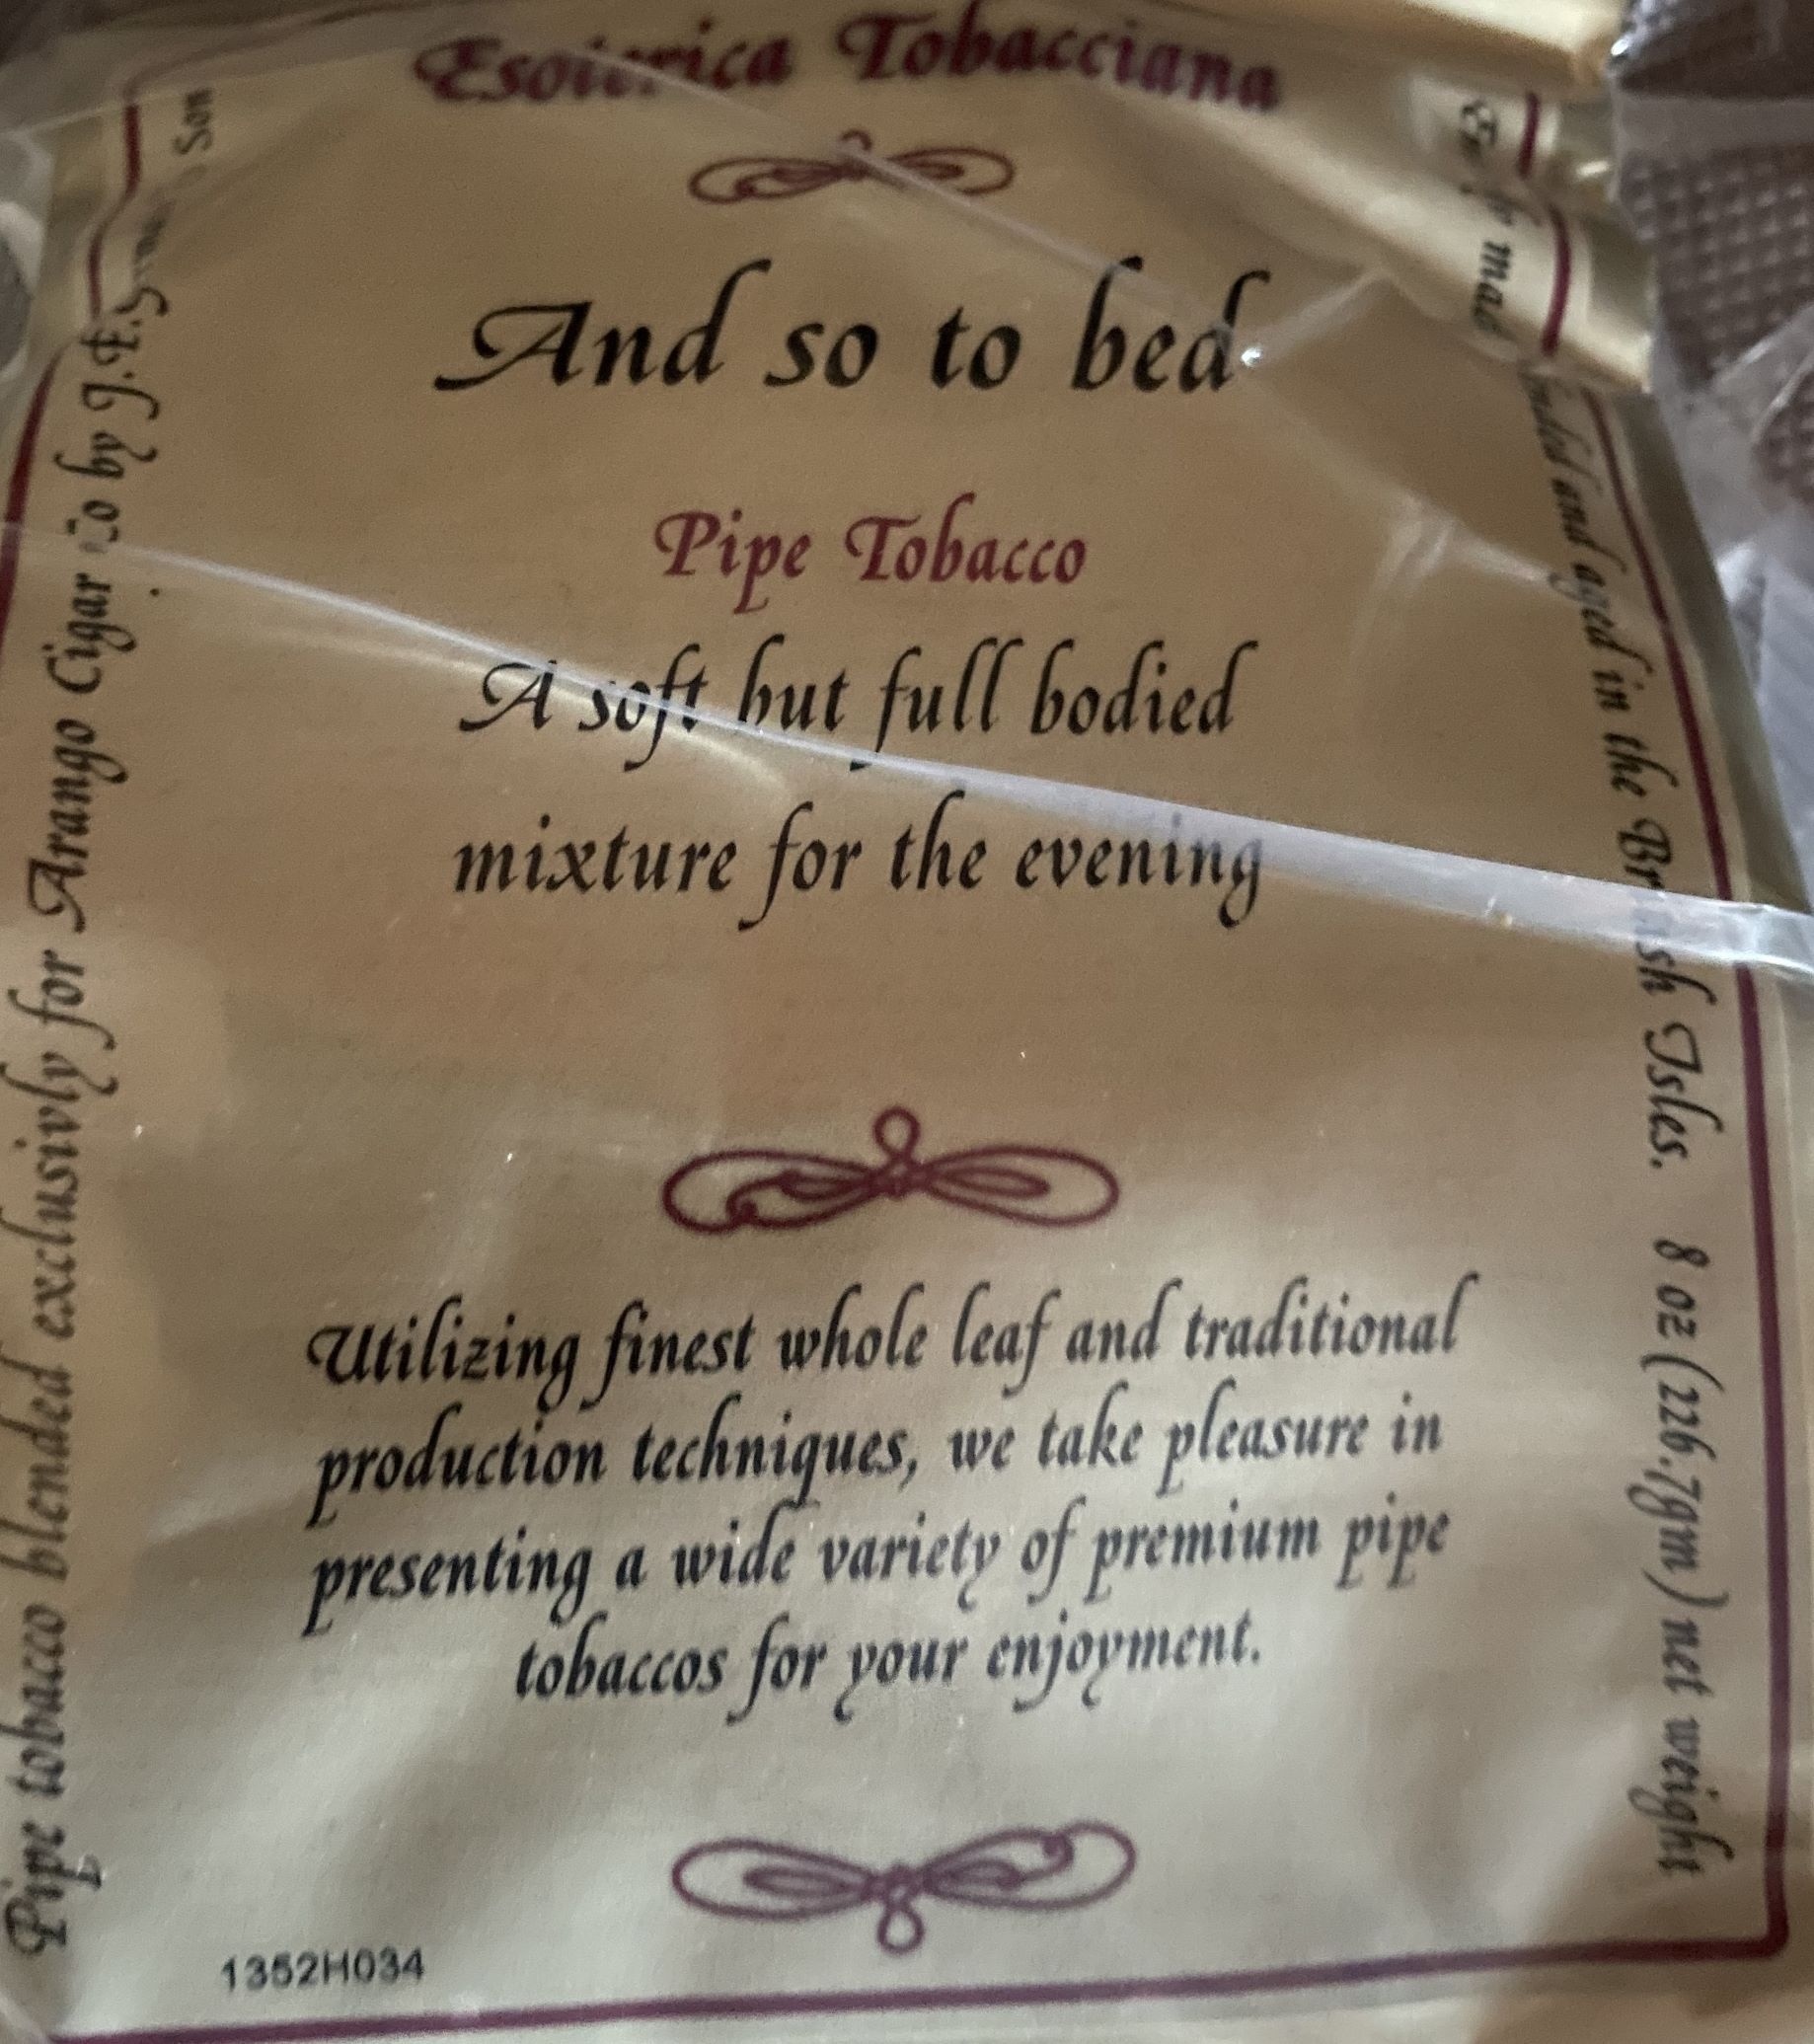 Esoterica Tobacciana
And so to bed
Pipe Tobacco
A soft but full bodied
mixture for the evening
Utilizing finest whole leaf and traditional
production techniques, we take pleasure in
presenting a wide variety of premium pipe
tobaccos for your enjoyment.
1352H034
Pipe tobacco blended exclusivly for Arango Cigar Co by J.F. Son
and aged in the British Isles. 8 oz (226.79gm) net weight